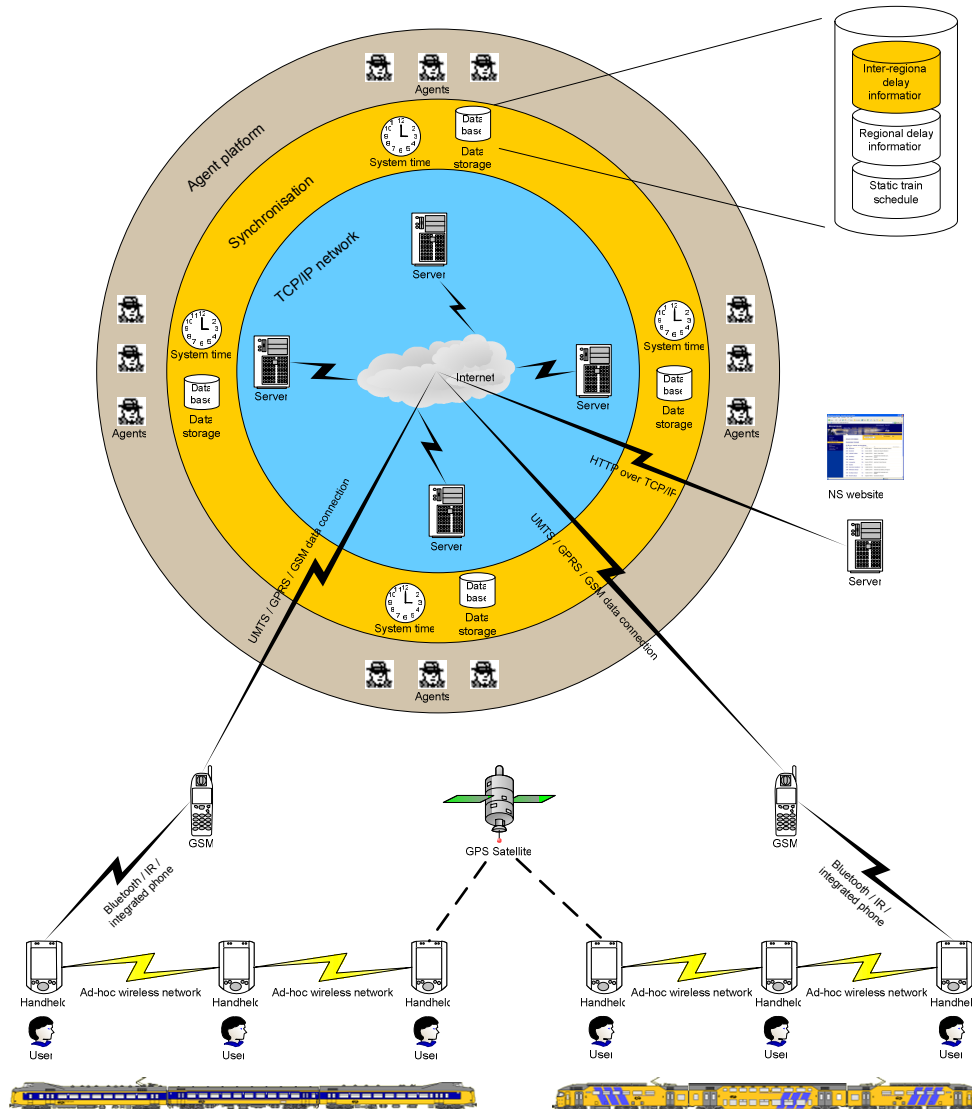 Agents
Inter-regiona
delay
information
Regional delay
information
Static train
schedule
Agent platform
Data
base
System time
Data
storage
Synchronisation
TCP/IP network
Server
System time
Data
base
Data
storage
Agents
Server
Internet
Server
System time
Data
base
Data
storage
Agents
HTTP over TCP/IP
NS website
Server
Server
UMTS / GPRS / GSM data connection
UMTS / GPRS / GSM data connection
System time
Data
base
Data
storage
Agents
GSM
GPS Satellite
GSM
Bluetooth / IR /
integrated phone
Bluetooth / IR /
integrated phone
Handheld
Ad-hoc wireless network
Handheld
Ad-hoc wireless network
Handheld
Handheld
Ad-hoc wireless network
Handheld
Ad-hoc wireless network
Handheld
User
User
User
User
User
User